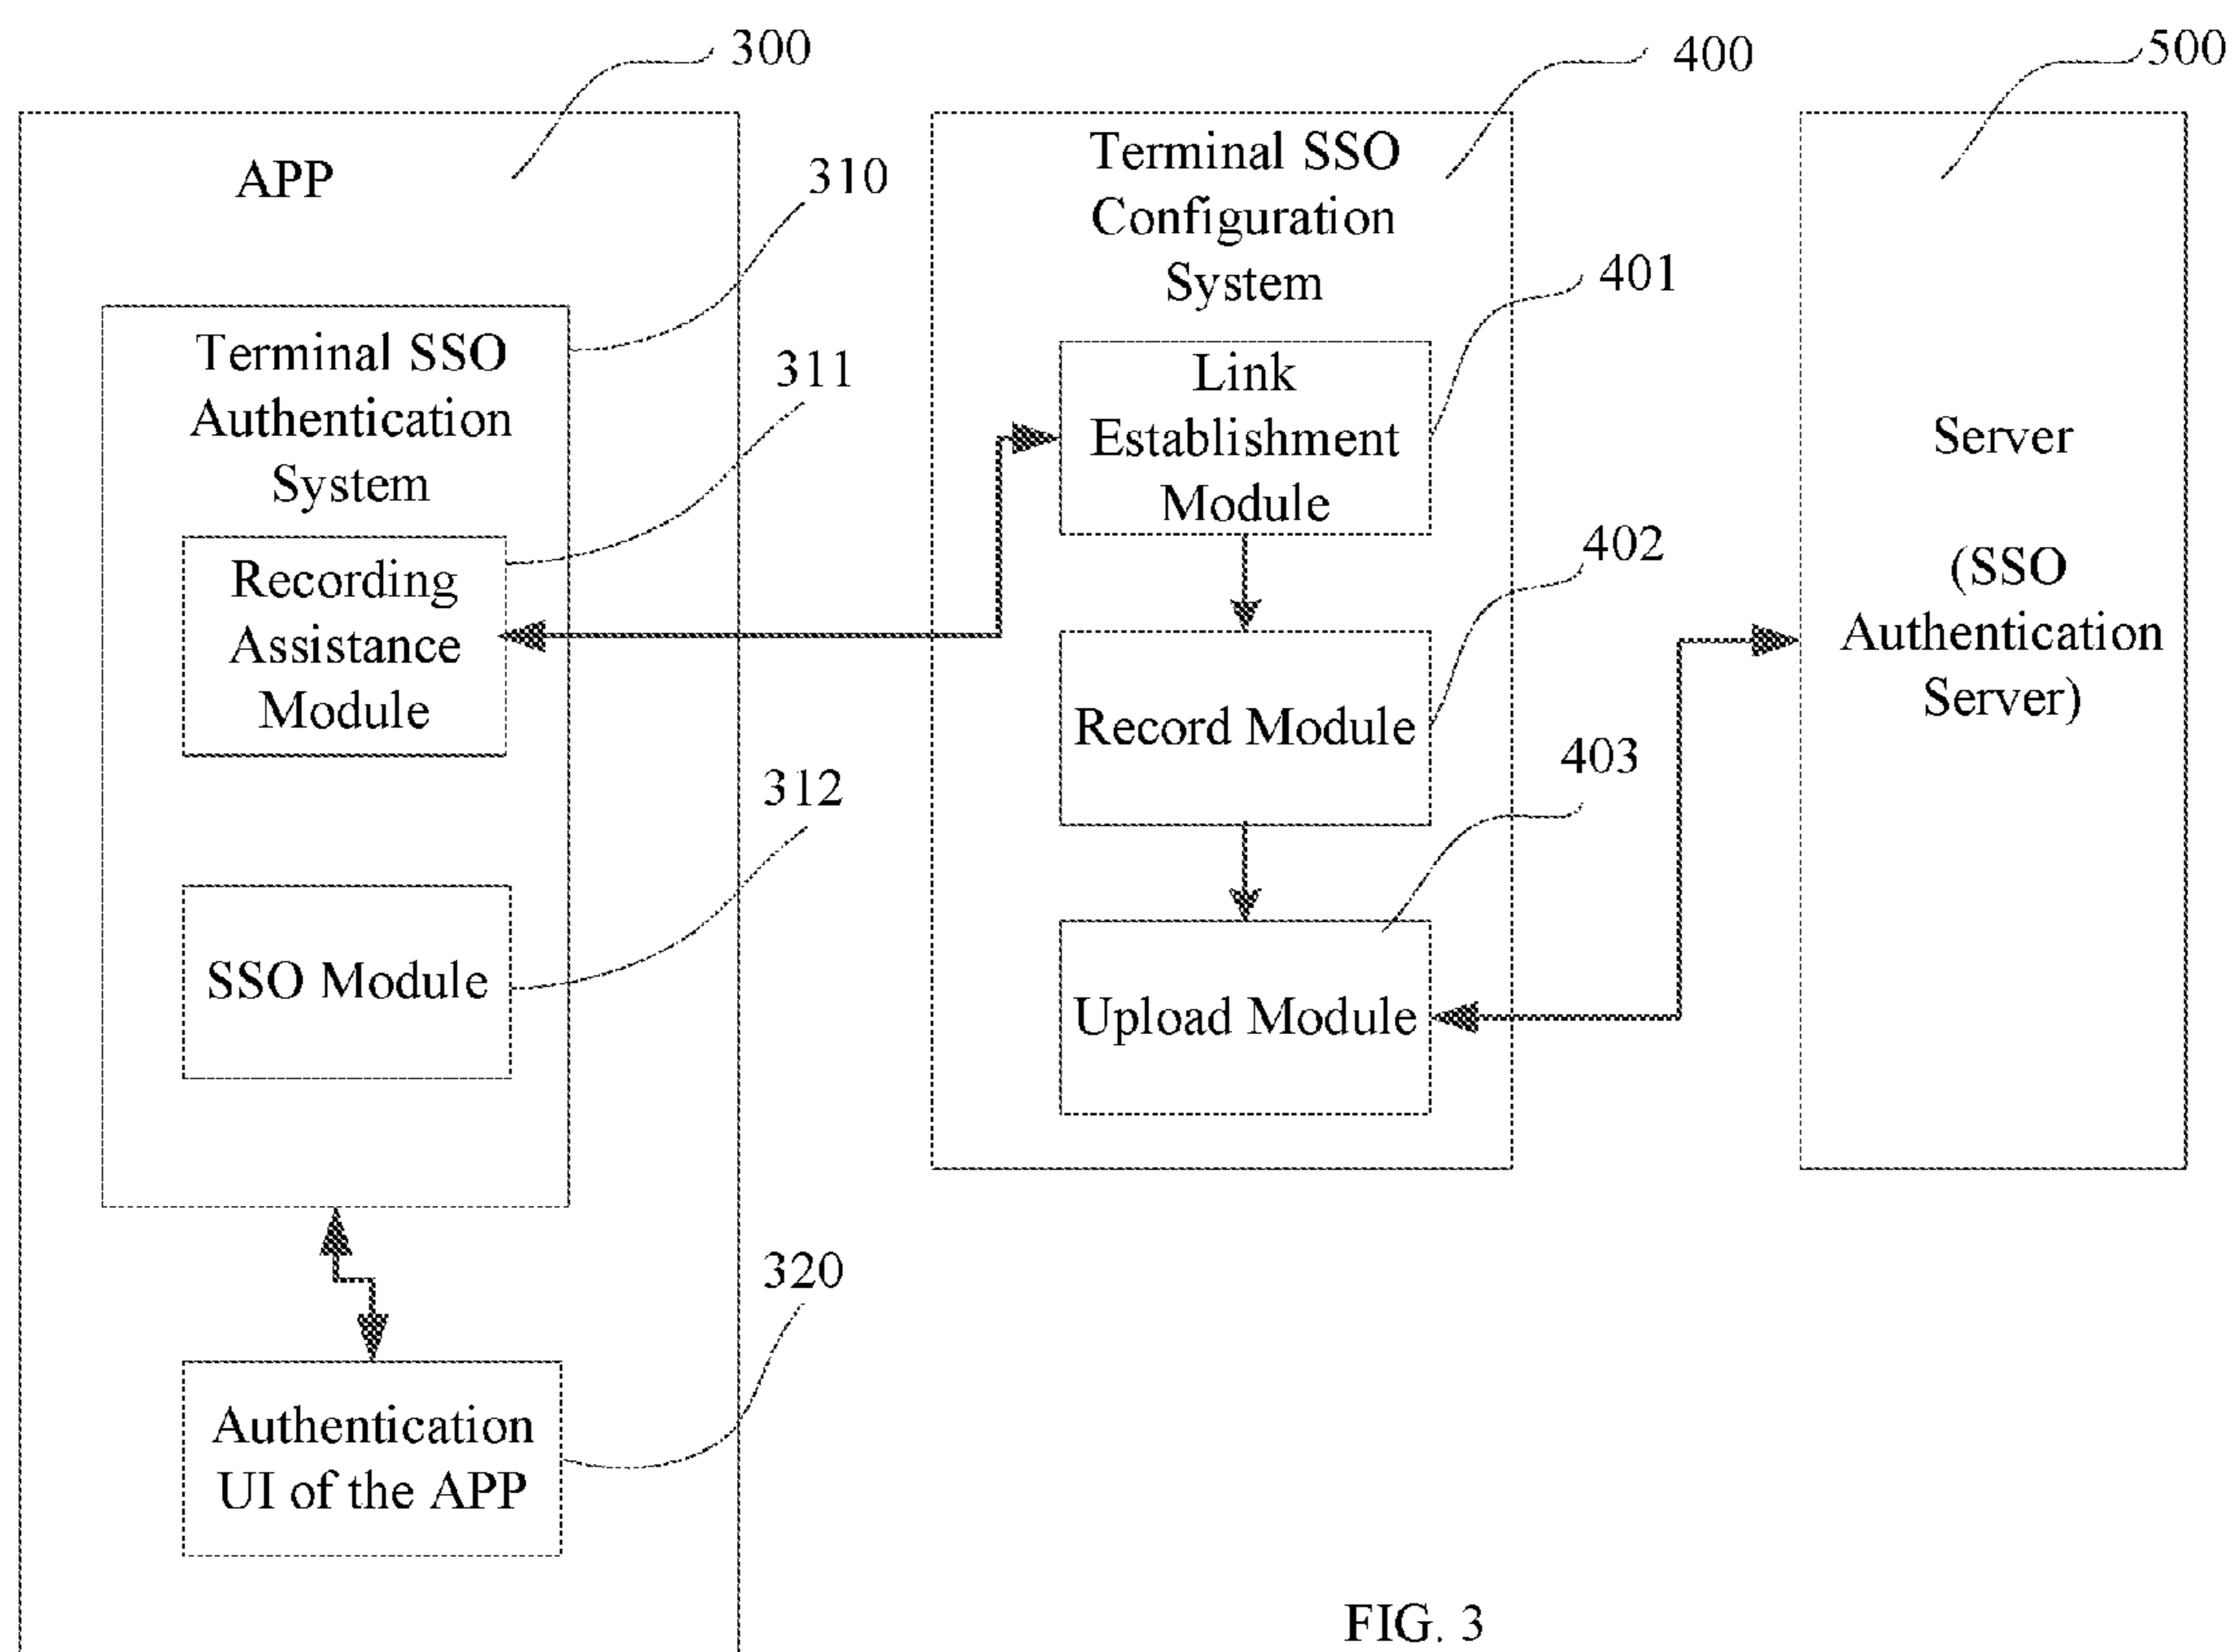 300
400
500
APP
310
Terminal SSO
Authentication
System
311
Recording
Assistance
Module
312
SSO Module
320
Authentication
UI of the APP
Terminal SSO
Configuration
System
401
Link
Establishment
Module
402
Record Module
403
Upload Module
Server
(SSO
Authentication
Server)
FIG. 3